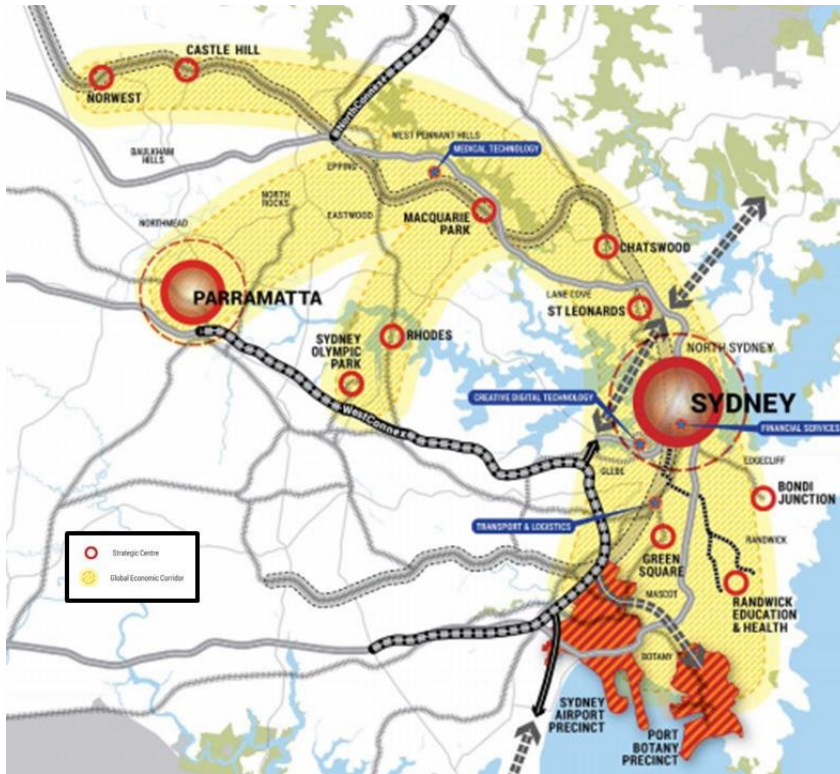 CASTLE HILL
NORWEST
NorthConnex
BAULKHAM
HILLS
WEST PENNANT HILLS
MEDICAL TECHNOLOGY
EPPING
NORTH
ROCKS
EASTWOOD
NORTHMEAD
MACQUARIE
PARK
CHATSWOOD
PARRAMATTA
LANE COVE
ST LEONARDS
SYDNEY
OLYMPIC
PARK
RHODES
NORTH SYDNEY
CREATIVE DIGITAL TECHNOLOGY
SYDNEY
WestConnex
FINANCIAL SERVICES
GLEBE
EDGECLIFF
BONDI
JUNCTION
TRANSPORT & LOGISTICS
RANDWICK
GREEN
SQUARE
Strategic Centre
Global Economic Corridor
MASCOT
RANDWICK
EDUCATION
& HEALTH
BOTANY
SYDNEY
AIRPORT
PRECINCT
PORT
BOTANY
PRECINCT